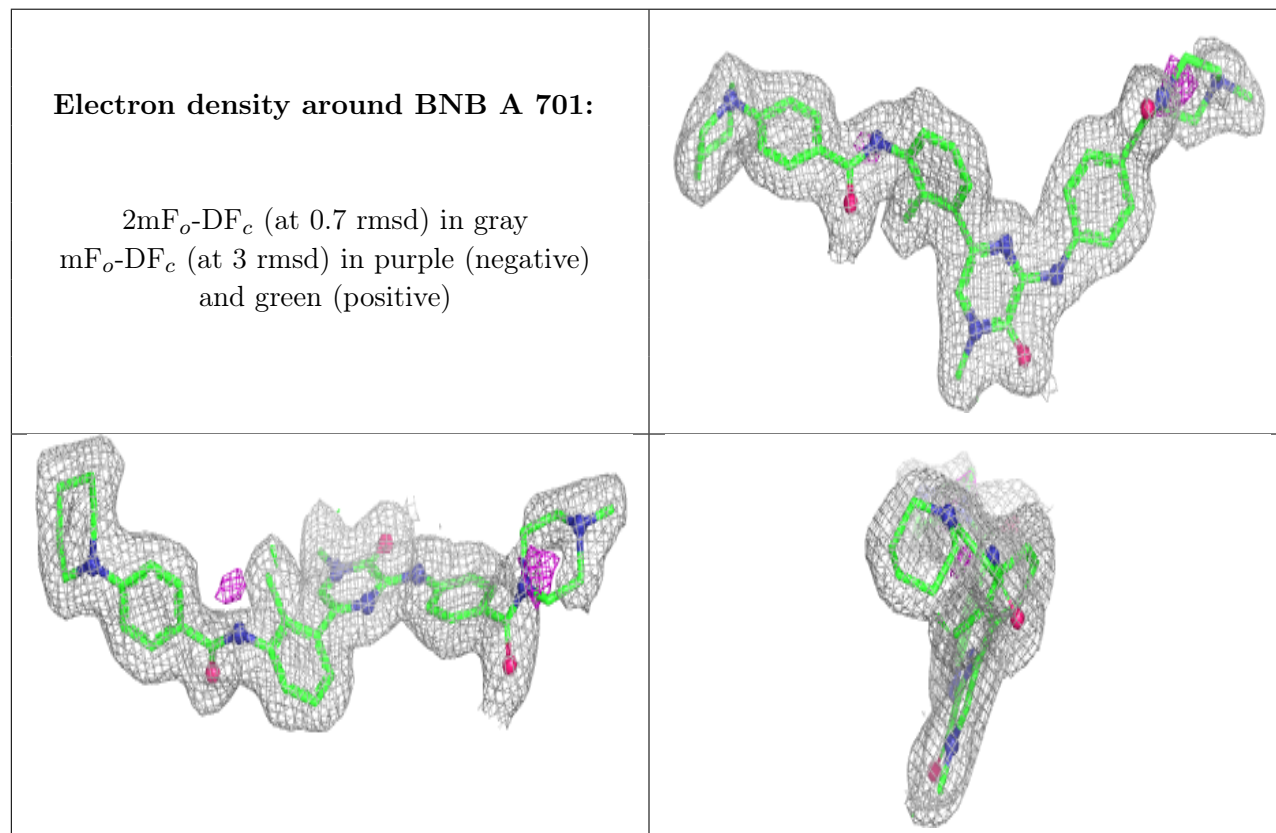 Electron density around BNB A 701:
2mFo-DFc (at 0.7 rmsd) in gray
mFo-DFc (at 3 rmsd) in purple (negative)
and green (positive)